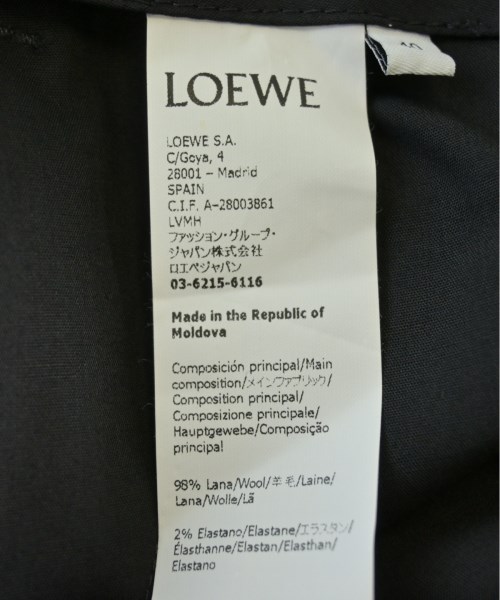 LOEWE
LOEWE S.A.
C/Goya, 4
28001 - Madrid
SPAIN
C.I.F. A-28003861
LVMH
ファッション・グループ・
ジャパン株式会社
ロエベジャパン
03-6215-6116
Made in the Republic of
Moldova
Composición principal/Main
composition/メインファブリック/
Composition principal/
Composizione principale/
Hauptgewebe/Composição
principal
98% Lana/Wool/羊毛/Laine/
Lana/Wolle/Lã
2% Elastano/Elastane/エラスタン/
Élasthanne/Elastan/Elasthan/
Elastano